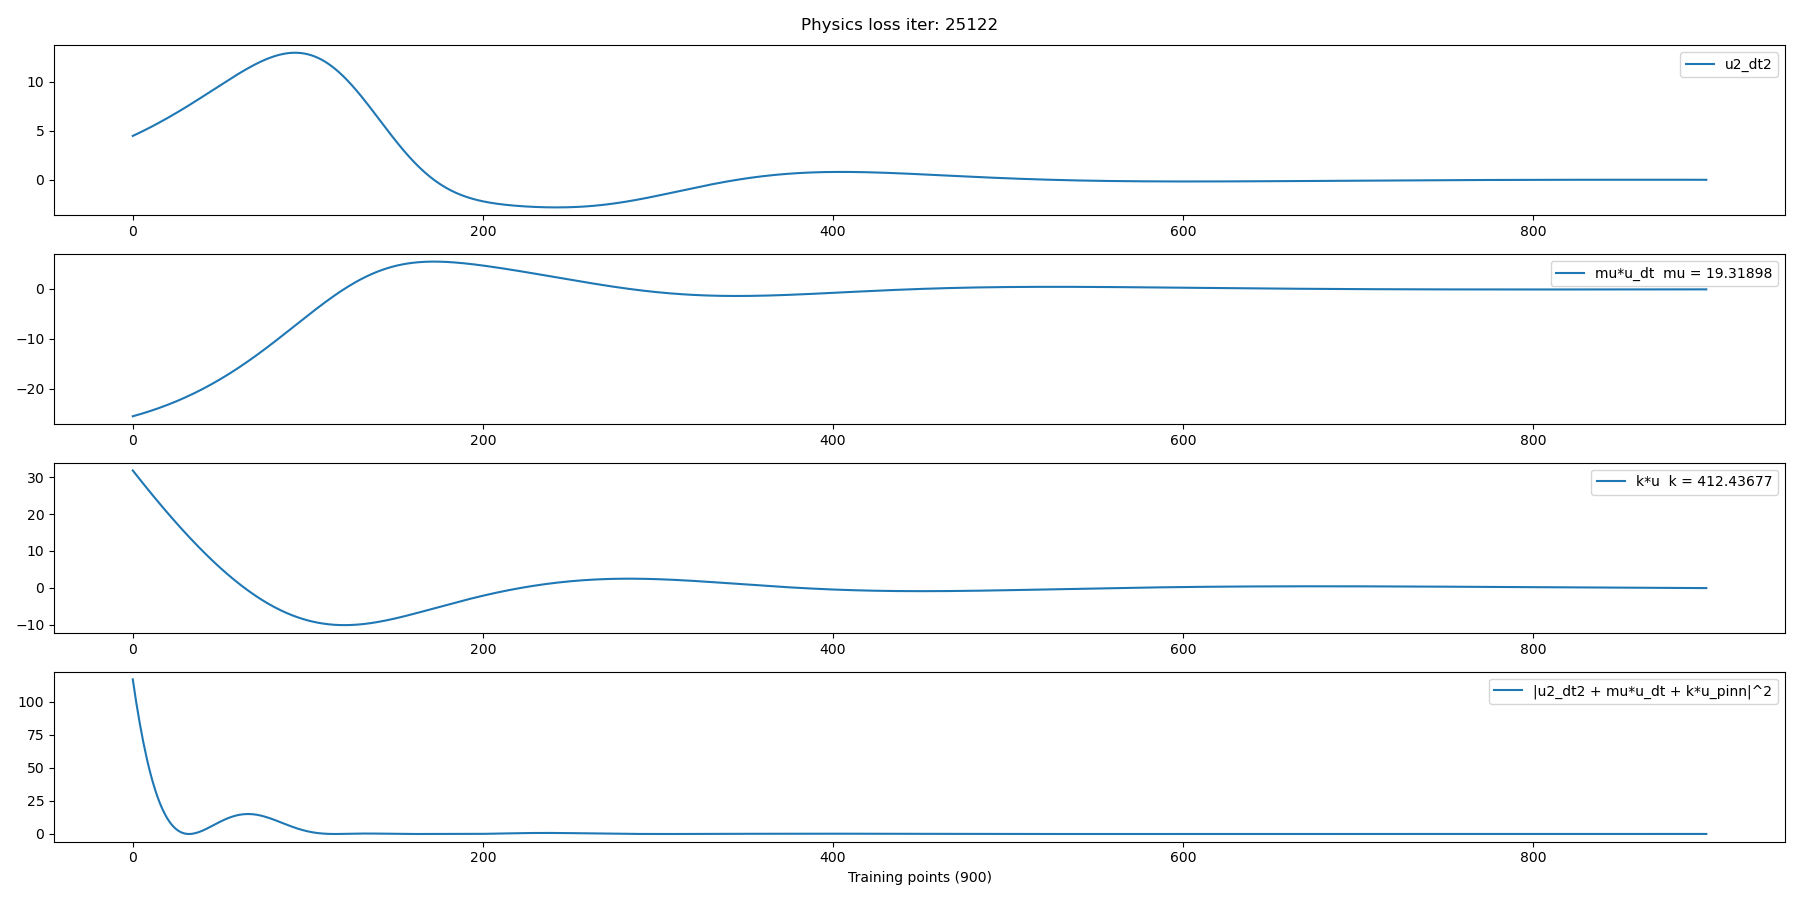 Physics loss iter: 25122
10
5
0
u2_dt2
0 200 400 600 800
0
−10
−20
mu*u_dt  mu = 19.31898
0 200 400 600 800
30
20
10
0
−10
k*u  k = 412.43677
0 200 400 600 800
100
75
50
25
0
|u2_dt2 + mu*u_dt + k*u_pinn|^2
0 200 400 600 800
Training points (900)